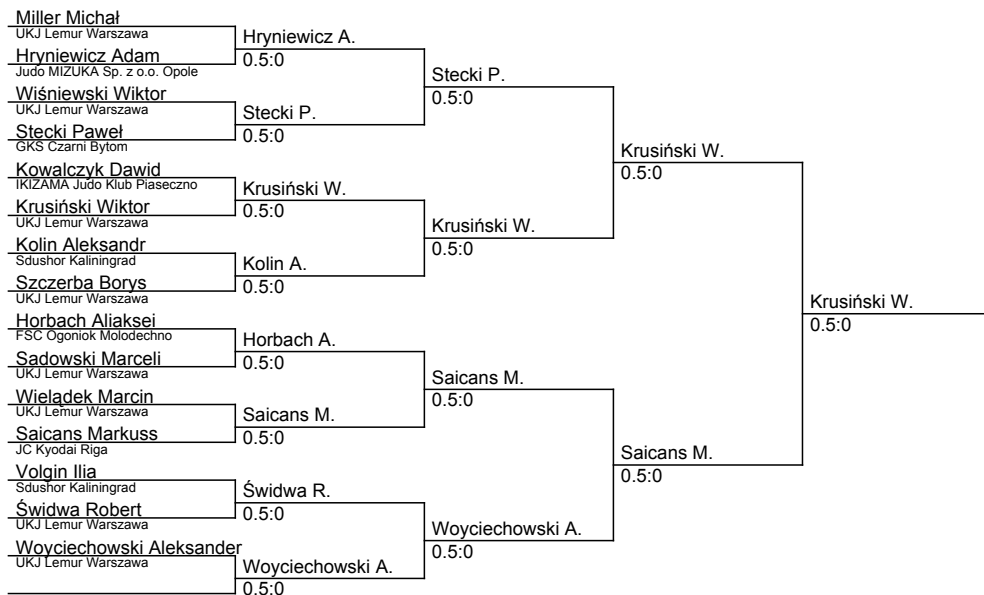 Miller Michał
UKJ Lemur Warszawa
Hryniewicz Adam
Judo MIZUKA Sp. z o.o. Opole
Wiśniewski Wiktor
UKJ Lemur Warszawa
Stecki Paweł
GKS Czarni Bytom
Kowalczyk Dawid
IKIZAMA Judo Klub Piaseczno
Krusiński Wiktor
UKJ Lemur Warszawa
Kolin Aleksandr
Sdushor Kaliningrad
Szczerba Borys
UKJ Lemur Warszawa
Horbach Aliaksei
FSC Ogoniok Molodechno
Sadowski Marceli
UKJ Lemur Warszawa
Wielądek Marcin
UKJ Lemur Warszawa
Saicans Markuss
JC Kyodai Riga
Volgin Ilia
Sdushor Kaliningrad
Świdwa Robert
UKJ Lemur Warszawa
Woyciechowski Aleksander
UKJ Lemur Warszawa
Hryniewicz A.
0.5:0
Stecki P.
0.5:0
Krusiński W.
0.5:0
Kolin A.
0.5:0
Horbach A.
0.5:0
Saicans M.
0.5:0
Świdwa R.
0.5:0
Woyciechowski A.
0.5:0
Stecki P.
0.5:0
Krusiński W.
0.5:0
Saicans M.
0.5:0
Woyciechowski A.
0.5:0
Krusiński W.
0.5:0
Saicans M.
0.5:0
Krusiński W.
0.5:0